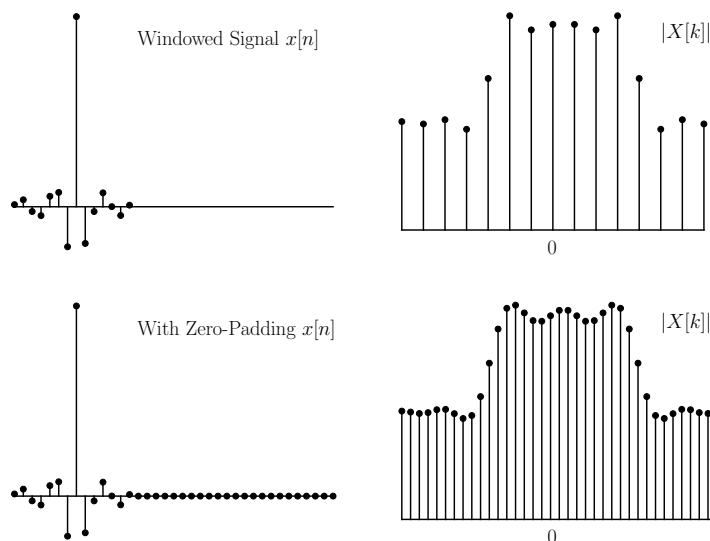 Windowed Signal x[n]
|X[k]|
0
With Zero-Padding x[n]
|X[k]|
0